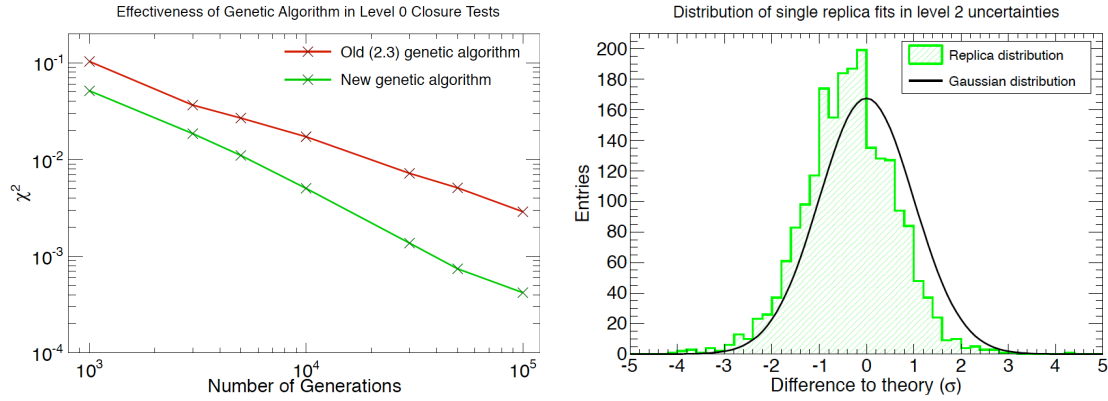 Effectiveness of Genetic Algorithm in Level 0 Closure Tests
Old (2.3) genetic algorithm
New genetic algorithm
10^-1
10^-2
10^-3
10^-4
χ^2
10^3
10^4
10^5
Number of Generations
Distribution of single replica fits in level 2 uncertainties
Replica distribution
Gaussian distribution
200
180
160
140
120
100
80
60
40
20
0
Entries
-5 -4 -3 -2 -1 0 1 2 3 4 5
Difference to theory (σ)